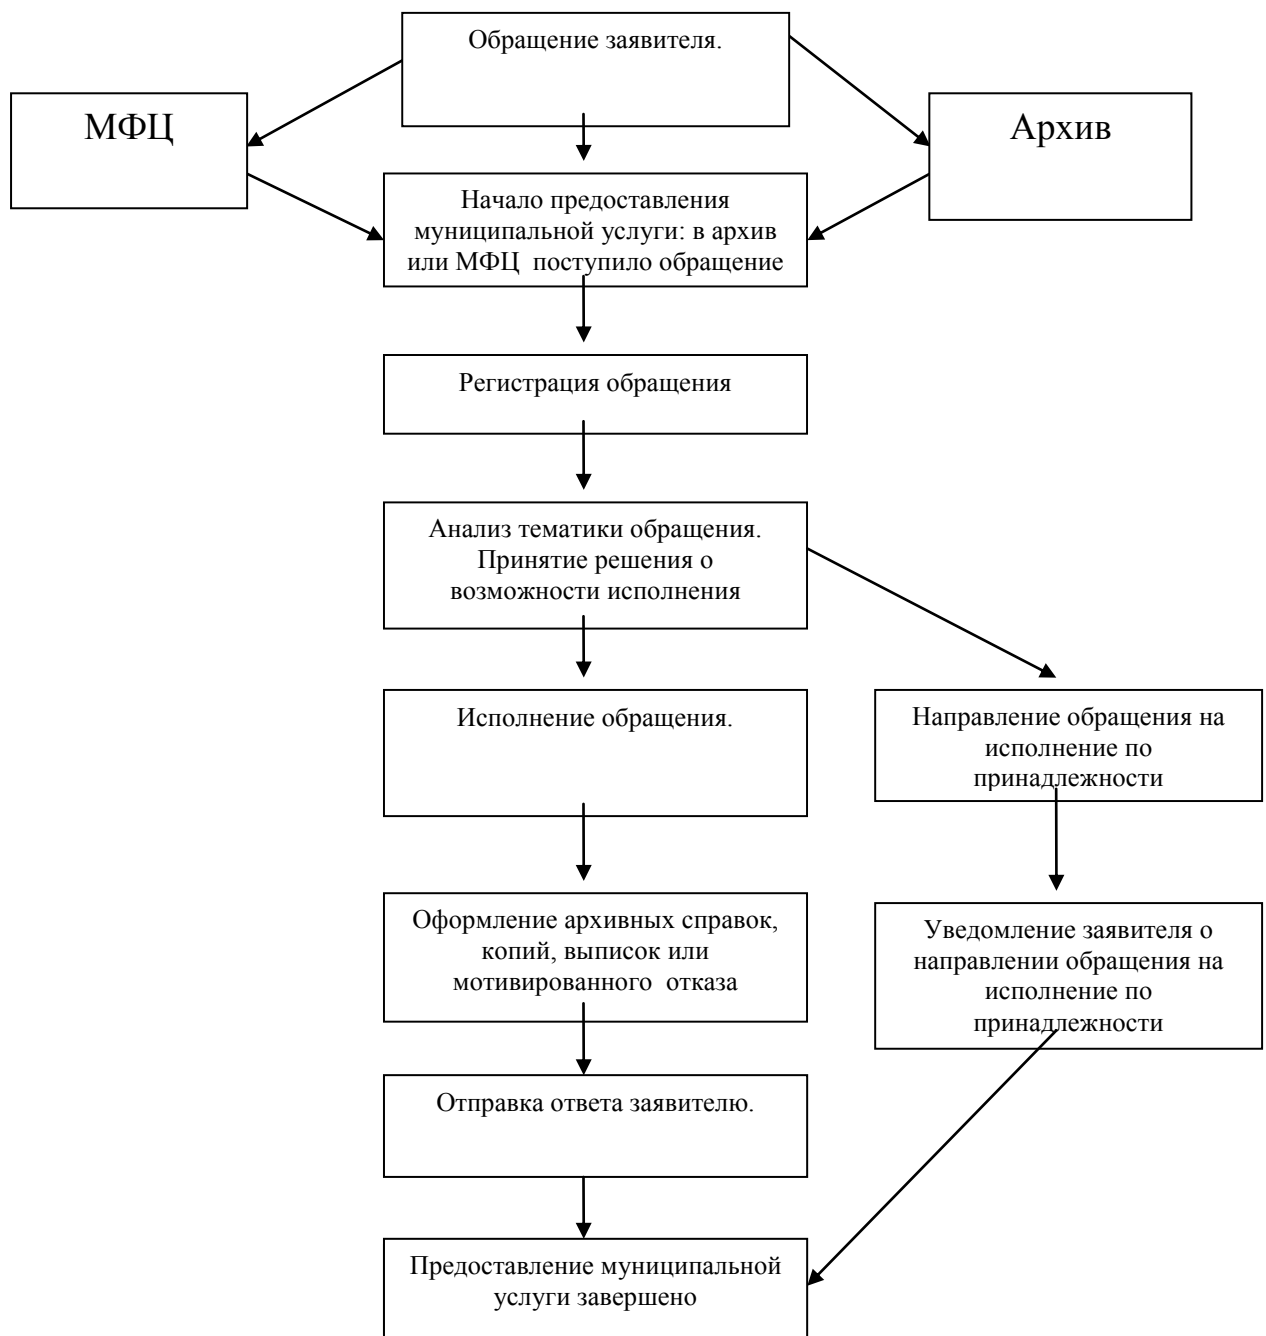 Обращение заявителя.
МФЦ
Архив
Начало предоставления
муниципальной услуги: в архив
или МФЦ поступило обращение
Регистрация обращения
Анализ тематики обращения.
Принятие решения о
возможности исполнения
Исполнение обращения.
Направление обращения на
исполнение по
принадлежности
Оформление архивных справок,
копий, выписок или
мотивированного отказа
Уведомление заявителя о
направлении обращения на
исполнение по
принадлежности
Отправка ответа заявителю.
Предоставление муниципальной
услуги завершено